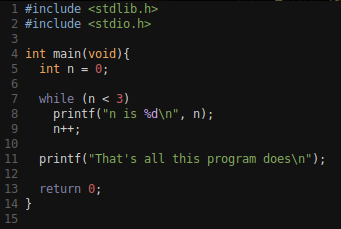 1 #include <stdlib.h>
2 #include <stdio.h>
3
4 int main(void){
5   int n = 0;
6
7   while (n < 3)
8     printf("n is %d\n", n);
9     n++;
10
11   printf("That's all this program does\n");
12
13   return 0;
14 }
15